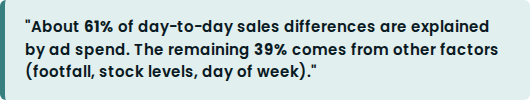 "About 61% of day-to-day sales differences are explained
by ad spend. The remaining 39% comes from other factors
(footfall, stock levels, day of week)."